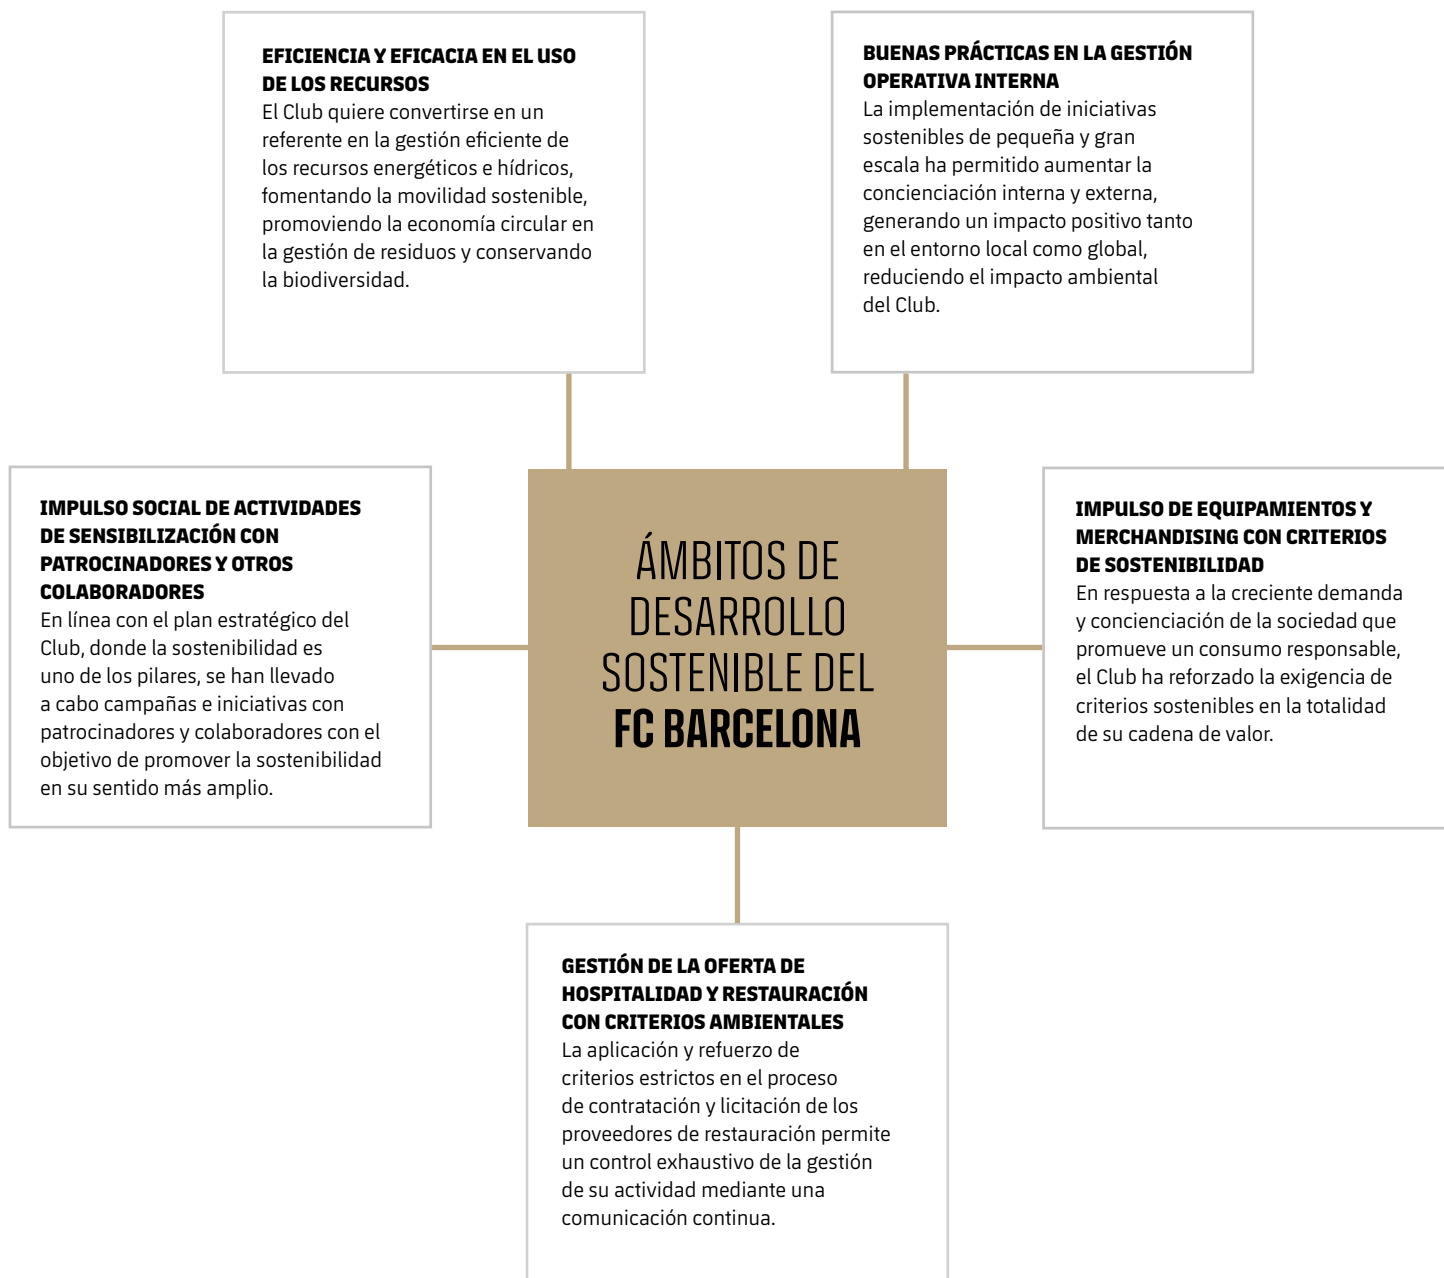 EFICIENCIA Y EFICACIA EN EL USO
DE LOS RECURSOS
El Club quiere convertirse en un
referente en la gestión eficiente de
los recursos energéticos e hídricos,
fomentando la movilidad sostenible,
promoviendo la economía circular en
la gestión de residuos y conservando
la biodiversidad.
BUENAS PRÁCTICAS EN LA GESTIÓN
OPERATIVA INTERNA
La implementación de iniciativas
sostenibles de pequeña y gran
escala ha permitido aumentar la
concienciación interna y externa,
generando un impacto positivo tanto
en el entorno local como global,
reduciendo el impacto ambiental
del Club.
IMPULSO SOCIAL DE ACTIVIDADES
DE SENSIBILIZACIÓN CON
PATROCINADORES Y OTROS
COLABORADORES
En línea con el plan estratégico del
Club, donde la sostenibilidad es
uno de los pilares, se han llevado
a cabo campañas e iniciativas con
patrocinadores y colaboradores con el
objetivo de promover la sostenibilidad
en su sentido más amplio.
ÁMBITOS DE
DESARROLLO
SOSTENIBLE DEL
FC BARCELONA
IMPULSO DE EQUIPAMIENTOS Y
MERCHANDISING CON CRITERIOS
DE SOSTENIBILIDAD
En respuesta a la creciente demanda
y concienciación de la sociedad que
promueve un consumo responsable,
el Club ha reforzado la exigencia de
criterios sostenibles en la totalidad
de su cadena de valor.
GESTIÓN DE LA OFERTA DE
HOSPITALIDAD Y RESTAURACIÓN
CON CRITERIOS AMBIENTALES
La aplicación y refuerzo de
criterios estrictos en el proceso
de contratación y licitación de los
proveedores de restauración permite
un control exhaustivo de la gestión
de su actividad mediante una
comunicación continua.